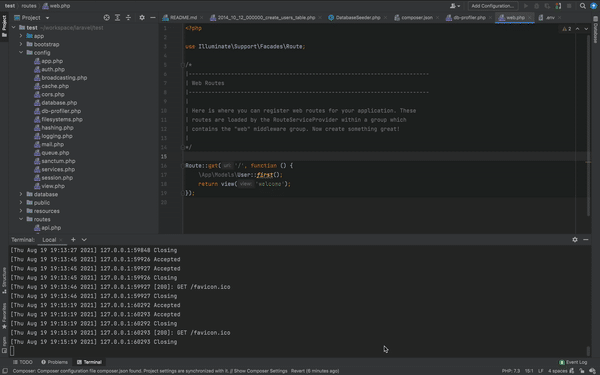 test routes web.php
Add Configuration...
Project
README.md 2014_10_12_000000_create_users_table.php DatabaseSeeder.php composer.json db-profiler.php web.php .env
test ~/workspace/laravel/test
app
bootstrap
config
app.php
auth.php
broadcasting.php
cache.php
cors.php
database.php
db-profiler.php
filesystems.php
hashing.php
logging.php
mail.php
queue.php
sanctum.php
services.php
session.php
view.php
database
public
resources
routes
api.php
<?php
use Illuminate\Support\Facades\Route;
/*
|--------------------------------------------------------------------------
| Web Routes
|--------------------------------------------------------------------------
|
| Here is where you can register web routes for your application. These
| routes are loaded by the RouteServiceProvider within a group which
| contains the "web" middleware group. Now create something great!
|
*/
15
Route::get( uri: '/', function () {
\App\Models\User::first();
return view( view: 'welcome');
});
Project
Database
Structure
Favorites
npm
Terminal: Local
[Thu Aug 19 19:13:27 2021] 127.0.0.1:59848 Closing
[Thu Aug 19 19:13:45 2021] 127.0.0.1:59926 Accepted
[Thu Aug 19 19:13:45 2021] 127.0.0.1:59927 Accepted
[Thu Aug 19 19:13:45 2021] 127.0.0.1:59926 Closing
[Thu Aug 19 19:13:46 2021] 127.0.0.1:59927 [200]: GET /favicon.ico
[Thu Aug 19 19:13:46 2021] 127.0.0.1:59927 Closing
[Thu Aug 19 19:15:19 2021] 127.0.0.1:60292 Accepted
[Thu Aug 19 19:15:19 2021] 127.0.0.1:60293 Accepted
[Thu Aug 19 19:15:19 2021] 127.0.0.1:60292 Closing
[Thu Aug 19 19:15:19 2021] 127.0.0.1:60293 [200]: GET /favicon.ico
[Thu Aug 19 19:15:19 2021] 127.0.0.1:60293 Closing
TODO Problems Terminal Event Log
Composer: Composer configuration file composer.json found. Project settings are synchronized with it. // Show Composer Settings Revert (6 minutes ago) PHP: 7.3 15/1 LF 4 spaces